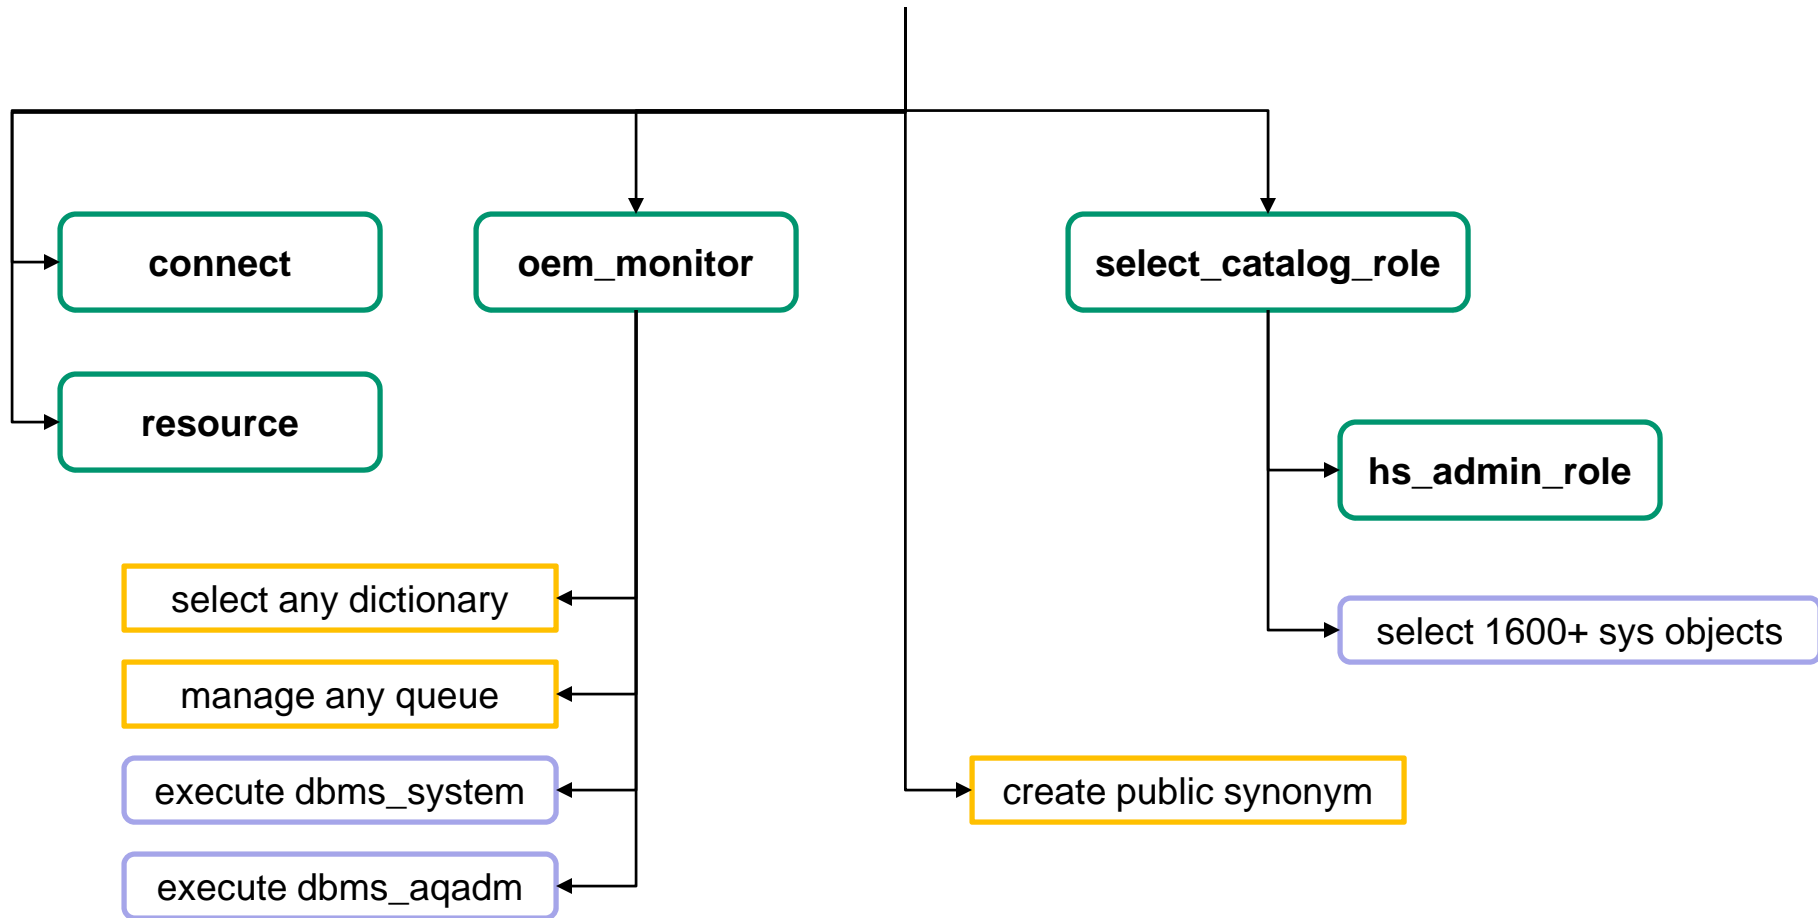 connect
oem_monitor
select_catalog_role
resource
hs_admin_role
select any dictionary
select 1600+ sys objects
manage any queue
execute dbms_system
create public synonym
execute dbms_aqadm